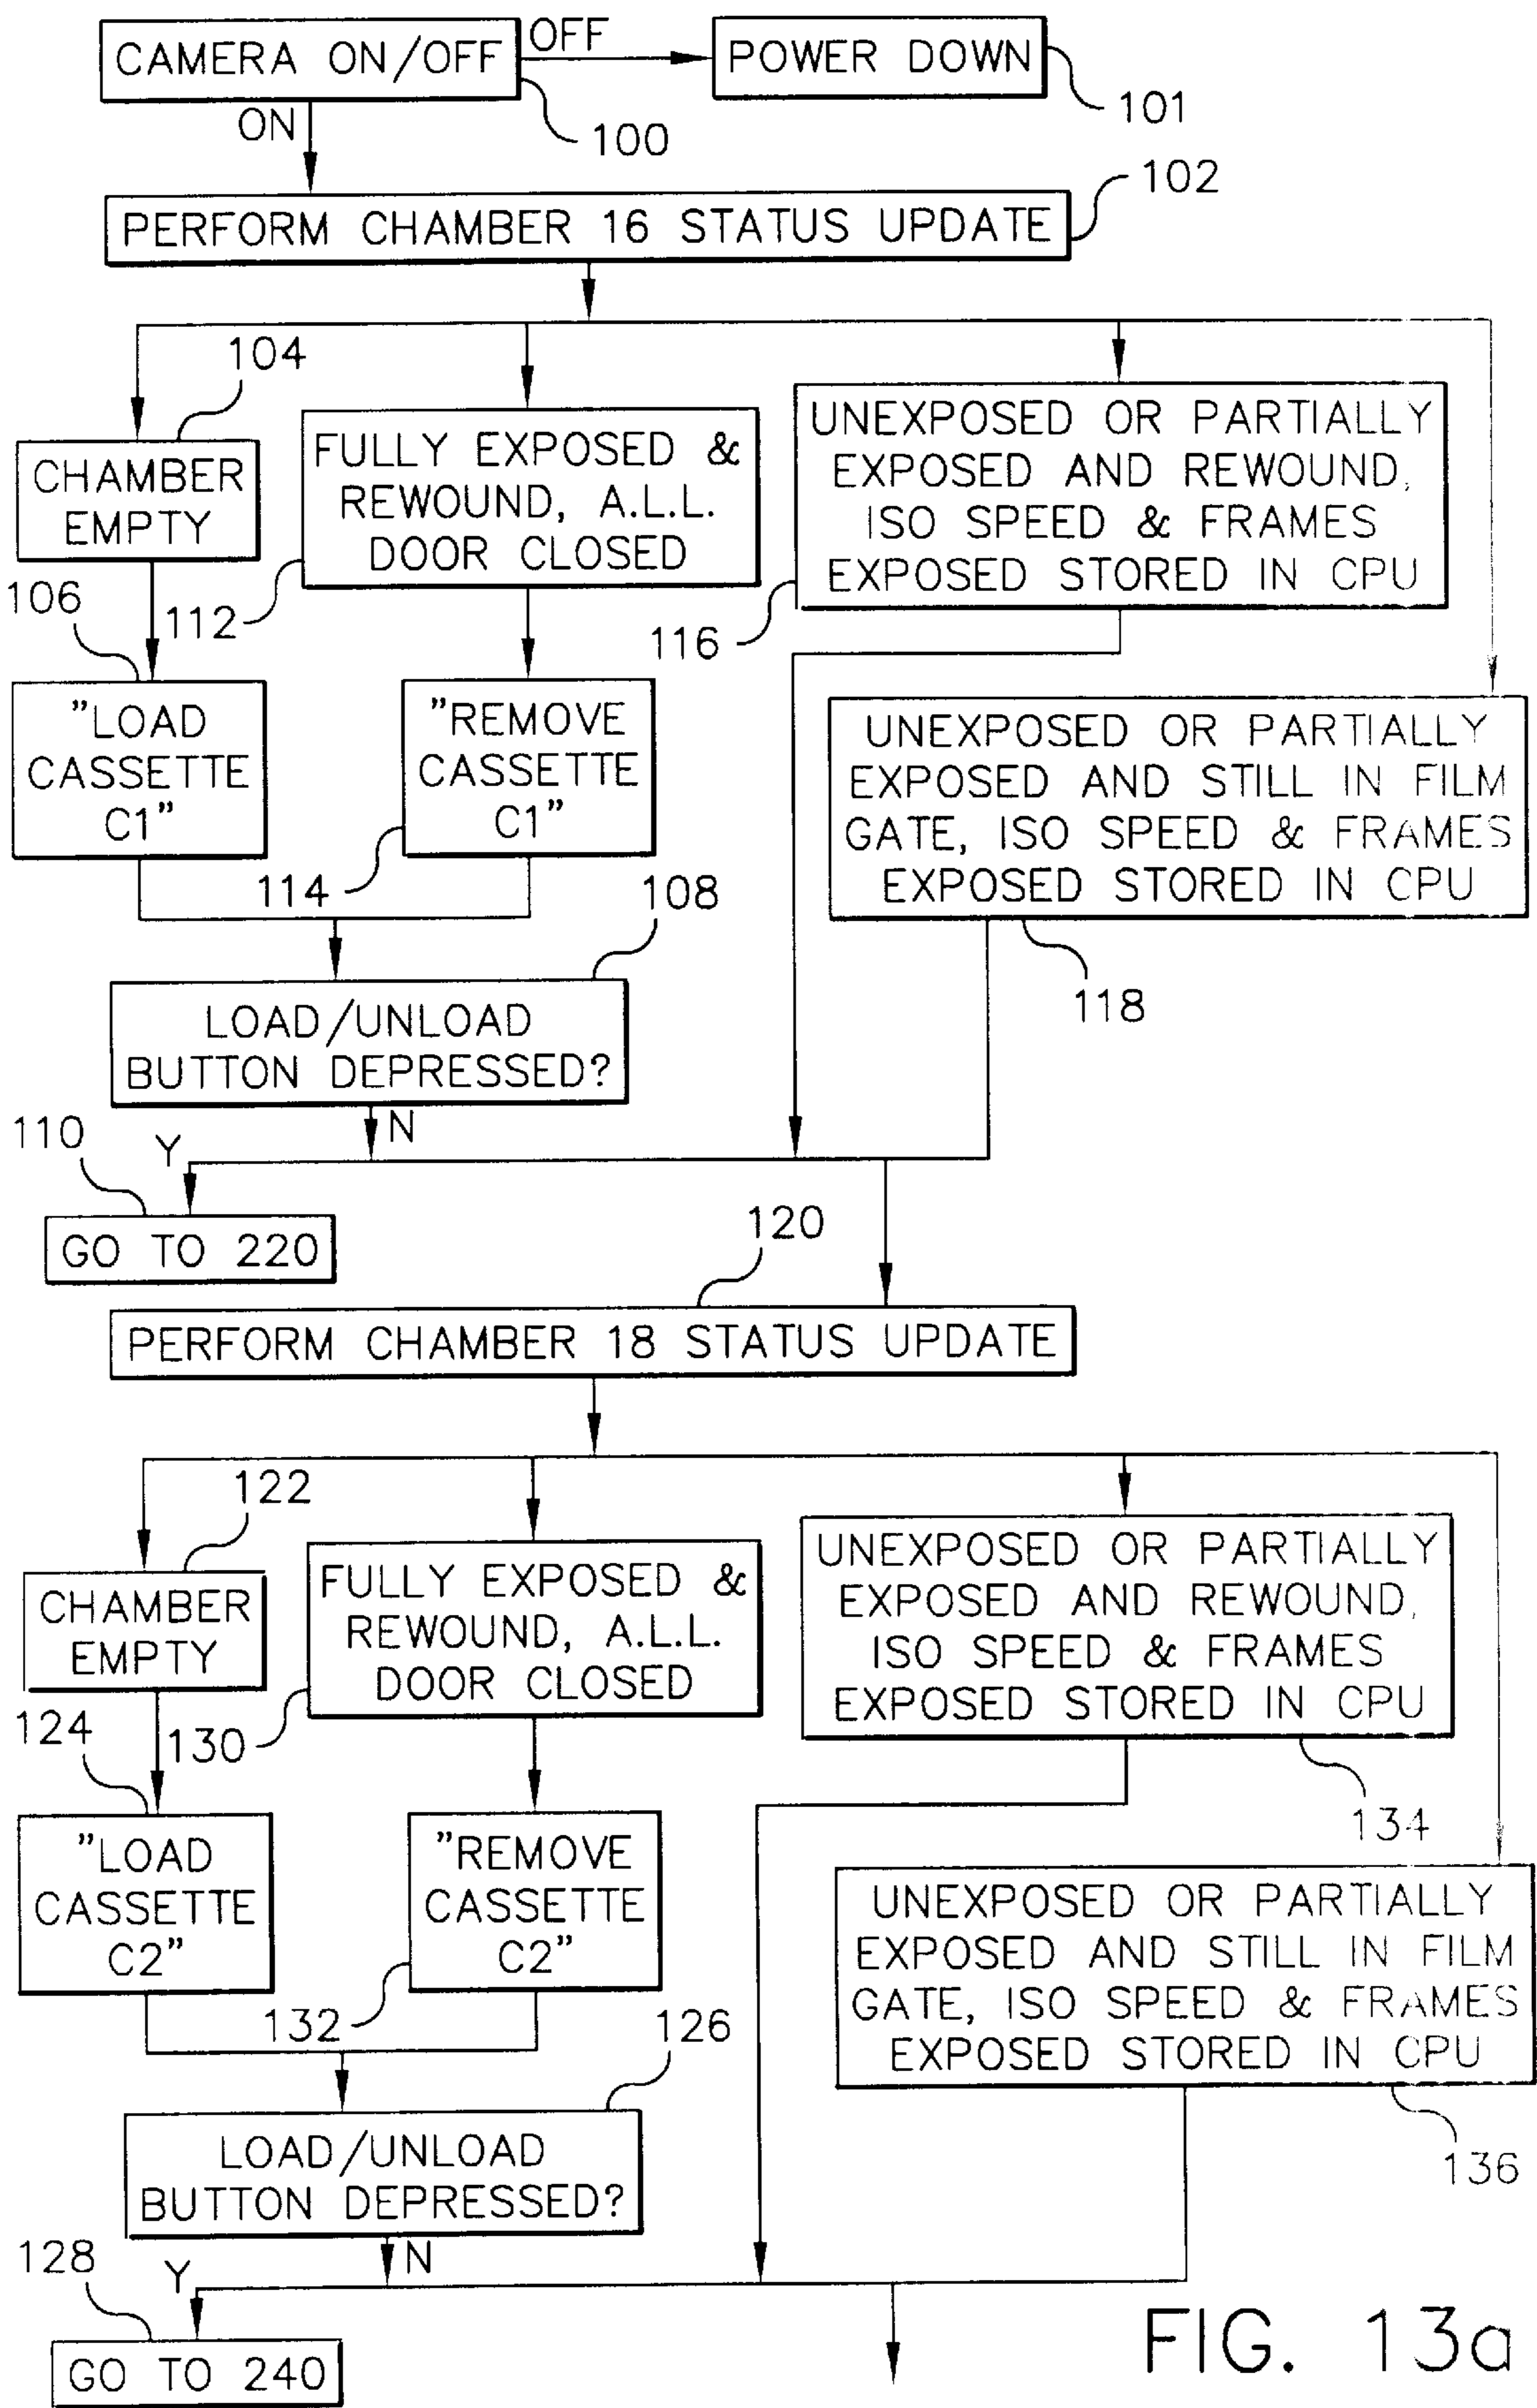 CAMERA ON/OFF
OFF
POWER DOWN
101
ON
100
102
PERFORM CHAMBER 16 STATUS UPDATE
104
CHAMBER
EMPTY
FULLY EXPOSED &
REWOUND, A.L.L.
DOOR CLOSED
UNEXPOSED OR PARTIALLY
EXPOSED AND REWOUND,
ISO SPEED & FRAMES
EXPOSED STORED IN CPU
106
112
116
"LOAD
CASSETTE
C1"
"REMOVE
CASSETTE
C1"
UNEXPOSED OR PARTIALLY
EXPOSED AND STILL IN FILM
GATE, ISO SPEED & FRAMES
EXPOSED STORED IN CPU
114
108
118
LOAD/UNLOAD
BUTTON DEPRESSED?
110
Y
N
GO TO 220
120
PERFORM CHAMBER 18 STATUS UPDATE
122
CHAMBER
EMPTY
FULLY EXPOSED &
REWOUND, A.L.L.
DOOR CLOSED
UNEXPOSED OR PARTIALLY
EXPOSED AND REWOUND,
ISO SPEED & FRAMES
EXPOSED STORED IN CPU
124
130
134
"LOAD
CASSETTE
C2"
"REMOVE
CASSETTE
C2"
UNEXPOSED OR PARTIALLY
EXPOSED AND STILL IN FILM
GATE, ISO SPEED & FRAMES
EXPOSED STORED IN CPU
132
126
136
LOAD/UNLOAD
BUTTON DEPRESSED?
128
Y
N
GO TO 240
FIG. 13a